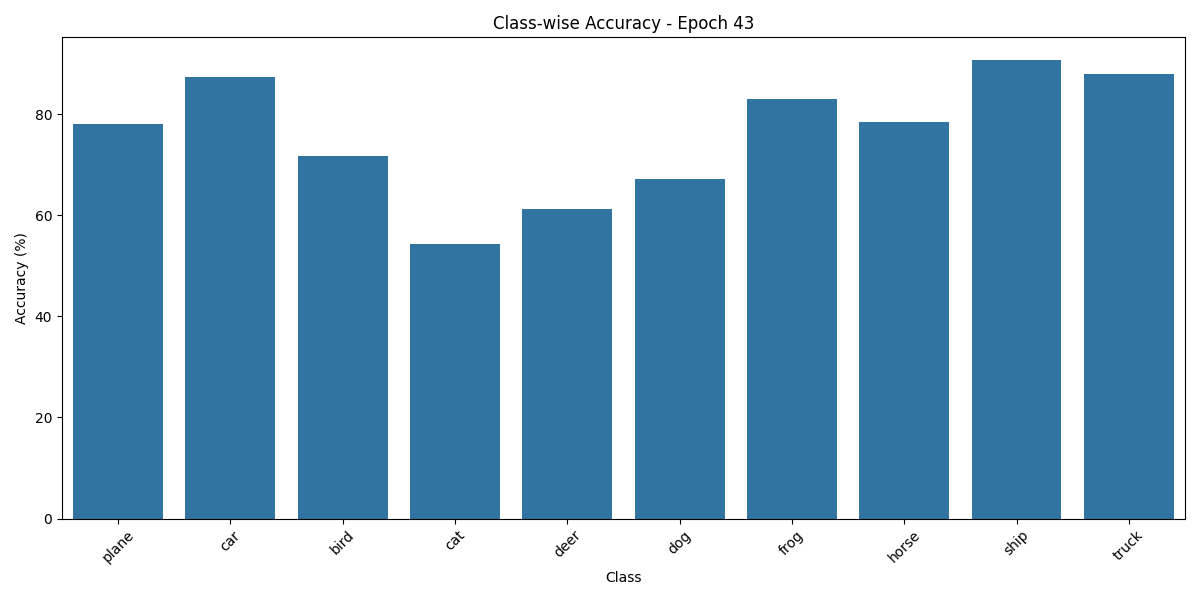 Class-wise Accuracy - Epoch 43
Accuracy (%)
80
60
40
20
0
plane
car
bird
cat
deer
dog
frog
horse
ship
truck
Class